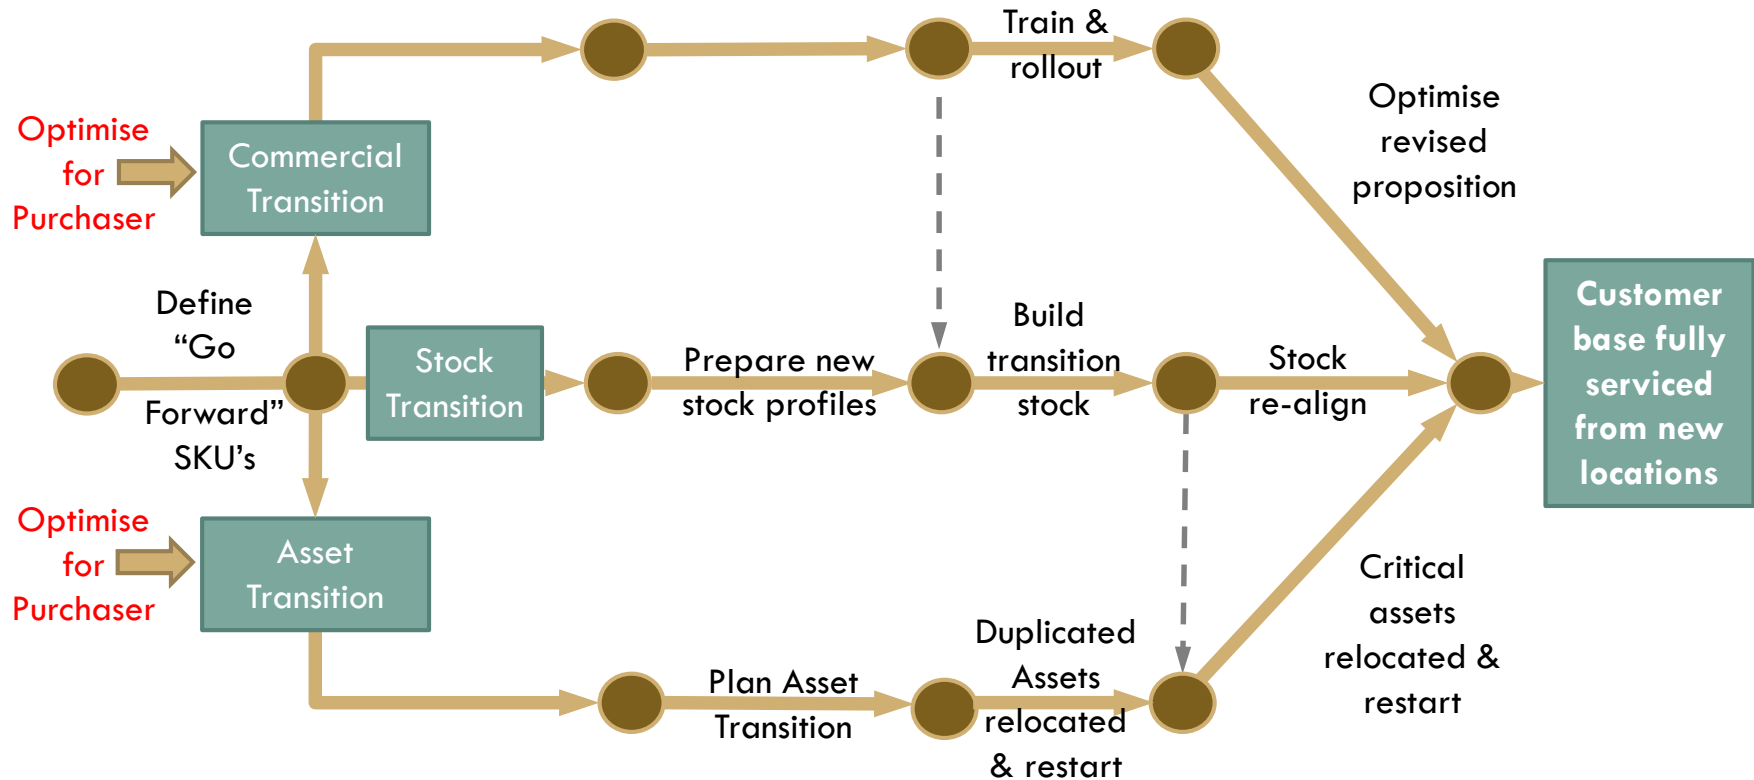 Train &
rollout
Optimise
revised
proposition
Optimise
for
Purchaser
Commercial
Transition
Define
“Go
Forward”
SKU’s
Stock
Transition
Prepare new
stock profiles
Build
transition
stock
Stock
re-align
Customer
base fully
serviced
from new
locations
Optimise
for
Purchaser
Asset
Transition
Plan Asset
Transition
Duplicated
Assets
relocated
& restart
Critical
assets
relocated &
restart